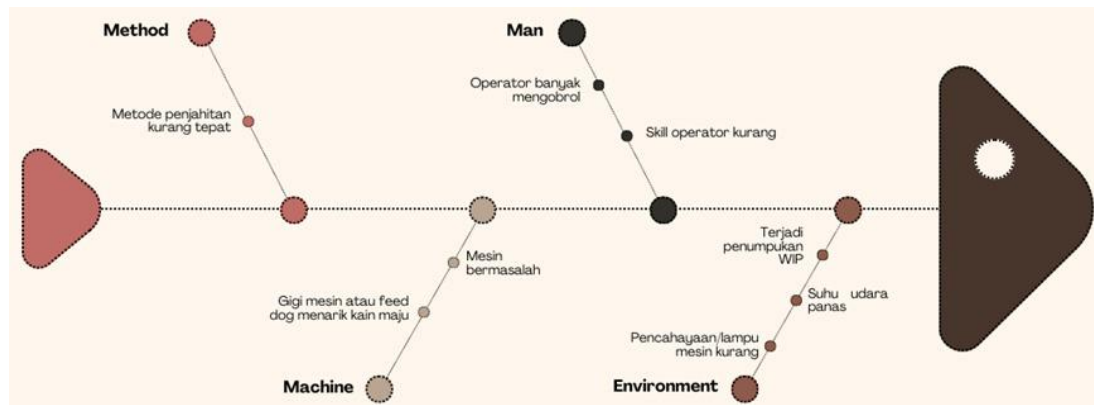 Method
Metode penjahitan
kurang tepat
Man
Operator banyak
mengobrol
Skill operator kurang
Mesin
bermasalah
Gigi mesin atau feed
dog menarik kain maju
Machine
Terjadi
penumpukan
WIP
Suhu udara
panas
Pencahayaan/lampu
mesin kurang
Environment